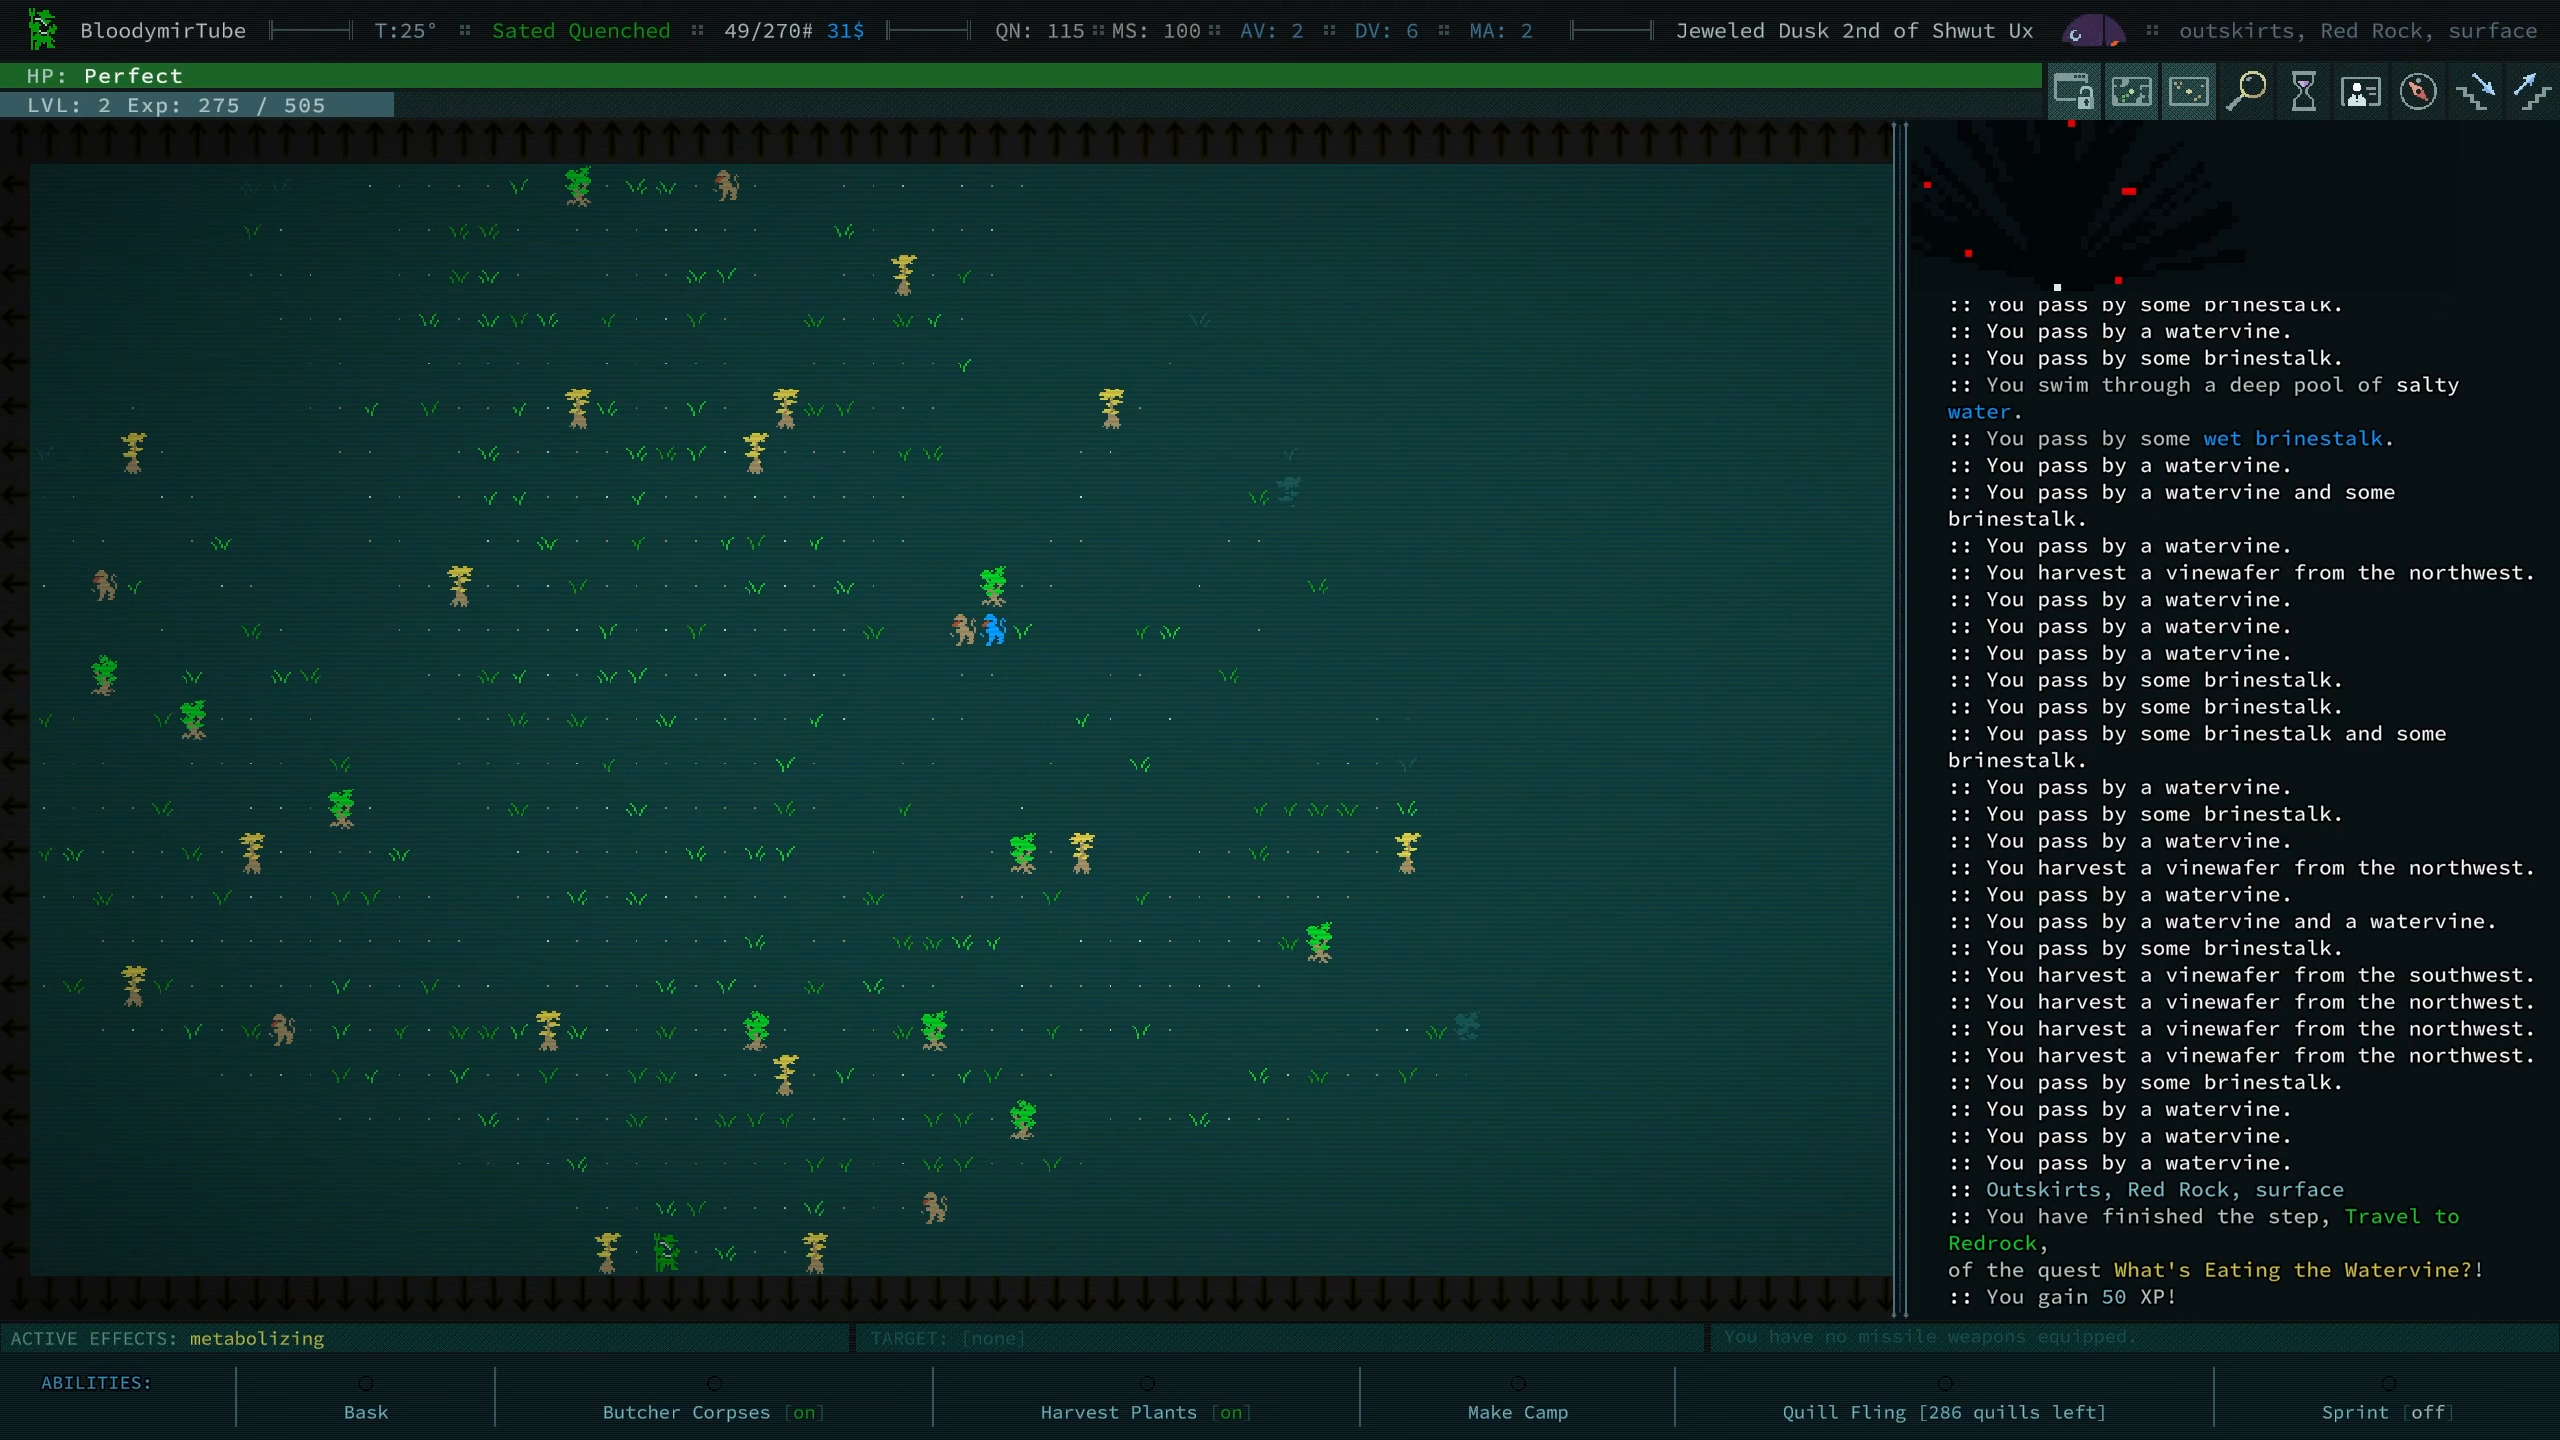 BloodymirTube T:25° Sated Quenched 49/270# 31$ QN: 115 MS: 100 AV: 2 DV: 6 MA: 2 Jeweled Dusk 2nd of Shwut Ux outskirts, Red Rock, surface
HP: Perfect
LVL: 2 Exp: 275 / 505
:: You pass by some brinestalk.
:: You pass by a watervine.
:: You pass by some brinestalk.
:: You swim through a deep pool of salty
water.
:: You pass by some wet brinestalk.
:: You pass by a watervine.
:: You pass by a watervine and some
brinestalk.
:: You pass by a watervine.
:: You harvest a vinewafer from the northwest.
:: You pass by a watervine.
:: You pass by a watervine.
:: You pass by a watervine.
:: You pass by some brinestalk.
:: You pass by some brinestalk.
:: You pass by some brinestalk and some
brinestalk.
:: You pass by a watervine.
:: You pass by some brinestalk.
:: You pass by a watervine.
:: You harvest a vinewafer from the northwest.
:: You pass by a watervine.
:: You pass by a watervine and a watervine.
:: You pass by some brinestalk.
:: You harvest a vinewafer from the southwest.
:: You harvest a vinewafer from the northwest.
:: You harvest a vinewafer from the northwest.
:: You harvest a vinewafer from the northwest.
:: You pass by some brinestalk.
:: You pass by a watervine.
:: You pass by a watervine.
:: You pass by a watervine.
:: Outskirts, Red Rock, surface
:: You have finished the step, Travel to
Redrock,
of the quest What's Eating the Watervine?!
:: You gain 50 XP!
ACTIVE EFFECTS: metabolizing TARGET: [none] You have no missile weapons equipped.
ABILITIES: Bask Butcher Corpses [on] Harvest Plants [on] Make Camp Quill Fling [286 quills left] Sprint [off]